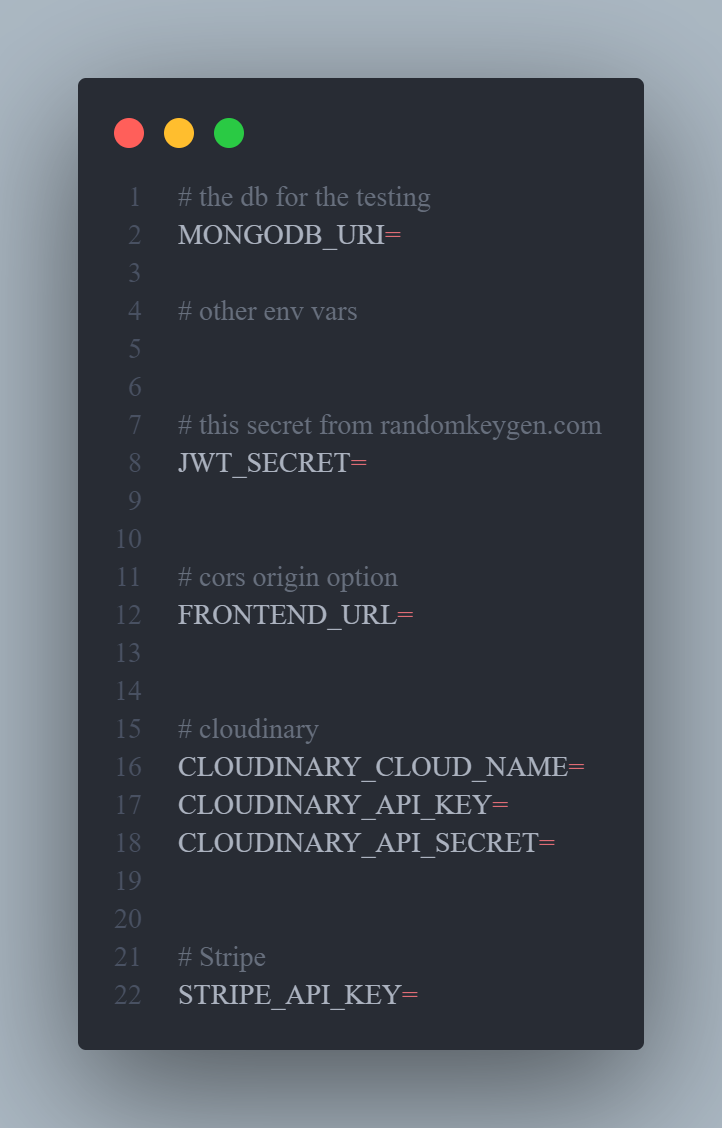 1 # the db for the testing
2 MONGODB_URI=
3
4 # other env vars
5
6
7 # this secret from randomkeygen.com
8 JWT_SECRET=
9
10
11 # cors origin option
12 FRONTEND_URL=
13
14
15 # cloudinary
16 CLOUDINARY_CLOUD_NAME=
17 CLOUDINARY_API_KEY=
18 CLOUDINARY_API_SECRET=
19
20
21 # Stripe
22 STRIPE_API_KEY=